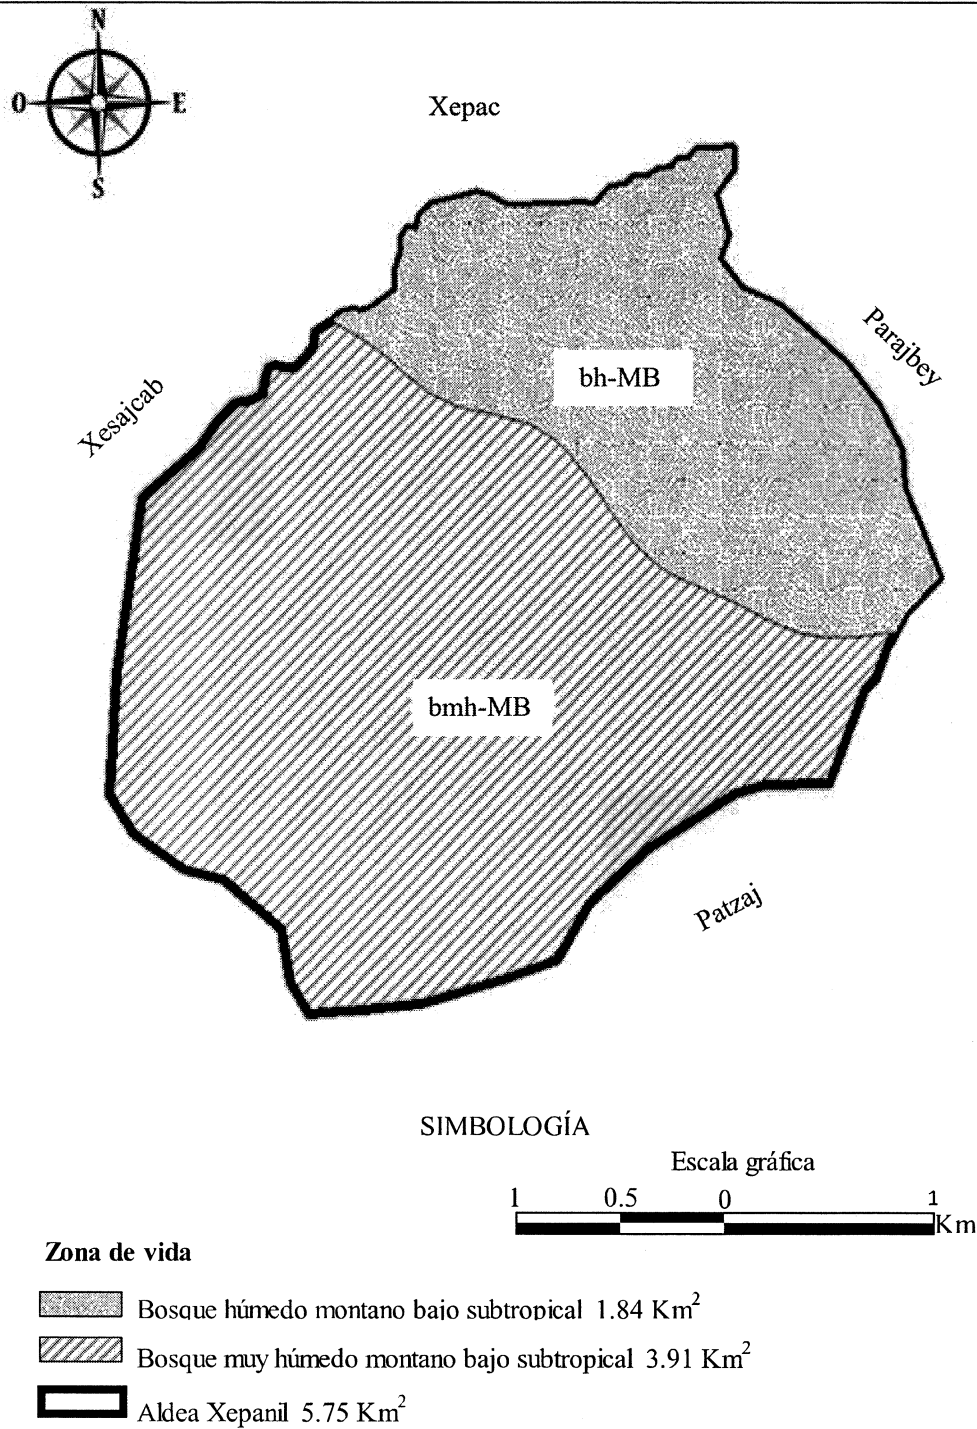 N
O E
S
Xepac
Parajbey
bh-MB
Xesajcab
bmh-MB
Patzaj
SIMBOLOGÍA
Escala gráfica
1 0.5 0 1
Km
Zona de vida
Bosque húmedo montano bajo subtropical 1.84 Km²
Bosque muy húmedo montano bajo subtropical 3.91 Km²
Aldea Xepanil 5.75 Km²